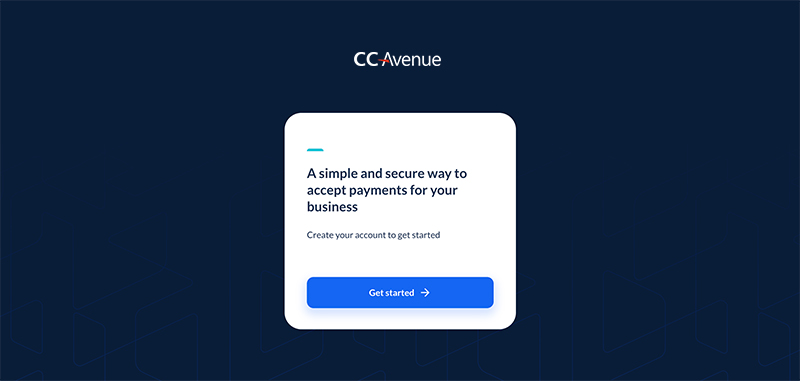 CCAvenue
A simple and secure way to
accept payments for your
business
Create your account to get started
Get started